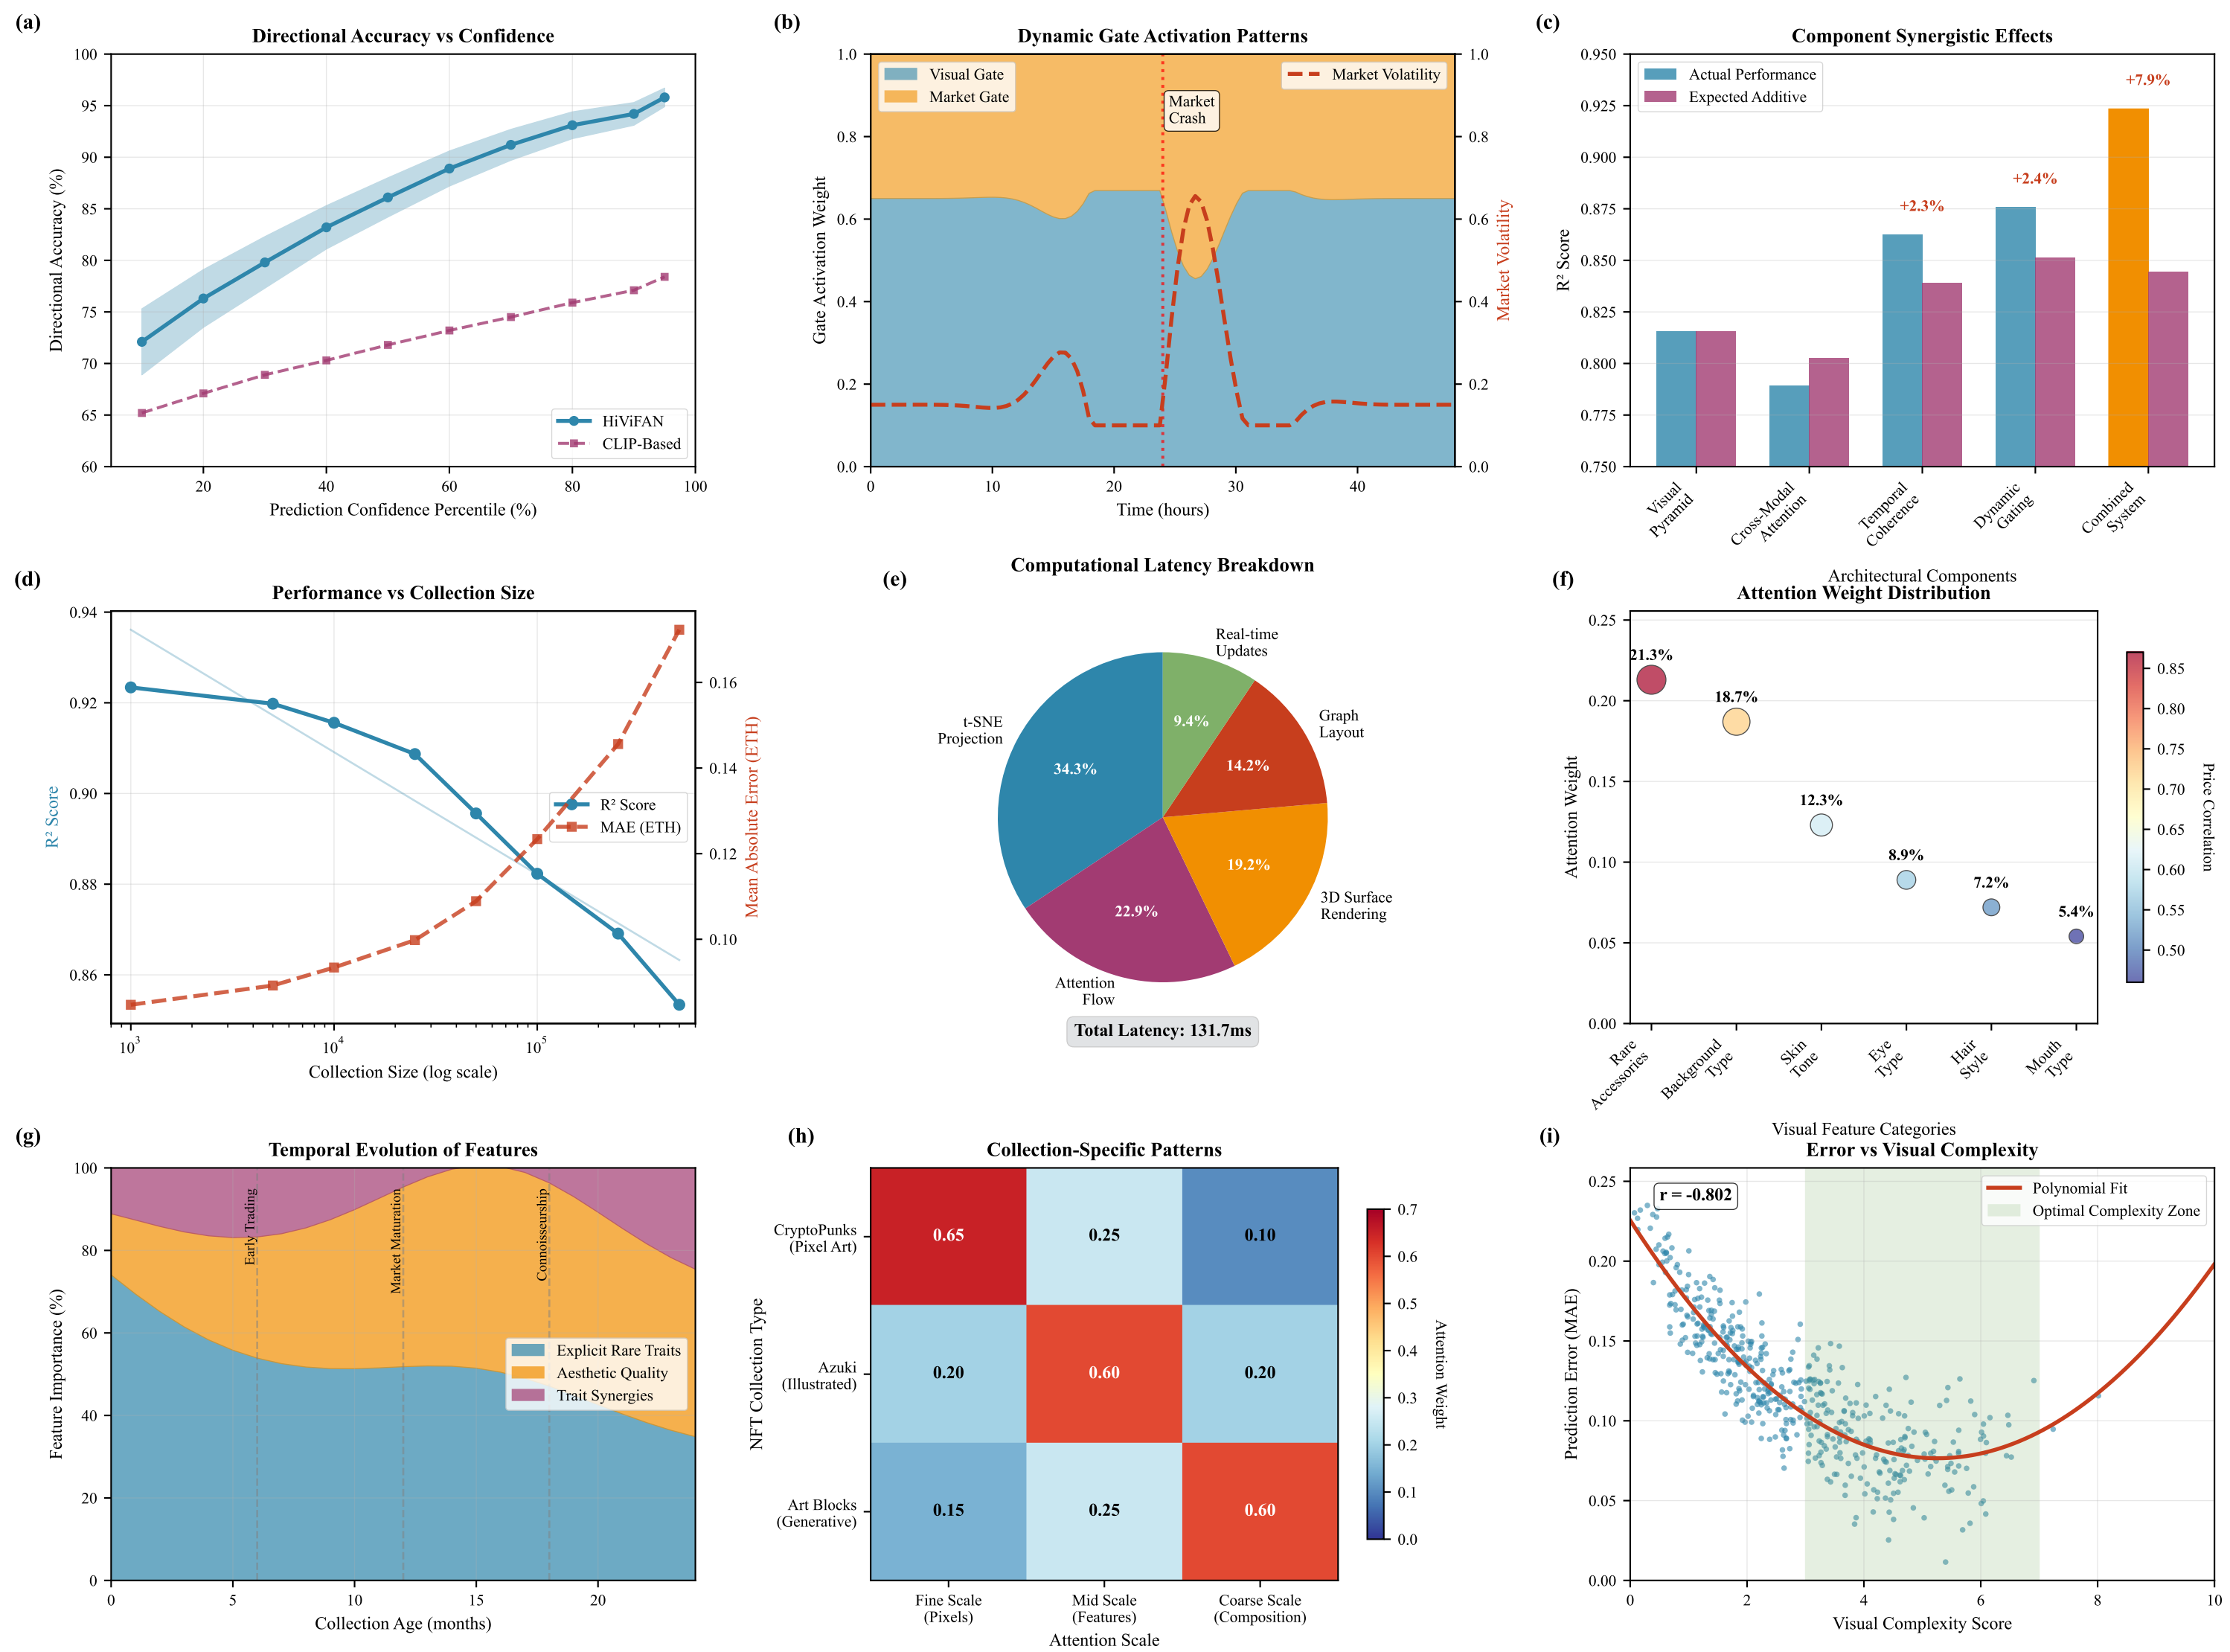 (a)
Directional Accuracy vs Confidence
Directional Accuracy (%)
100
95
90
85
80
75
70
65
60
HiViFAN
CLIP-Based
20
40
60
80
100
Prediction Confidence Percentile (%)
(b)
Dynamic Gate Activation Patterns
Gate Activation Weight
1.0
0.8
0.6
0.4
0.2
0.0
Visual Gate
Market Gate
Market Volatility
Market
Crash
1.0
0.8
0.6
0.4
0.2
0.0
Market Volatility
0
10
20
30
40
Time (hours)
(c)
Component Synergistic Effects
R² Score
0.950
0.925
0.900
0.875
0.850
0.825
0.800
0.775
0.750
Actual Performance
Expected Additive
+2.3%
+2.4%
+7.9%
Visual
Pyramid
Cross-Modal
Attention
Temporal
Coherence
Dynamic
Gating
Combined
System
Architectural Components
(d)
Performance vs Collection Size
R² Score
0.94
0.92
0.90
0.88
0.86
R² Score
MAE (ETH)
0.16
0.14
0.12
0.10
Mean Absolute Error (ETH)
10³
10⁴
10⁵
Collection Size (log scale)
(e)
Computational Latency Breakdown
Real-time
Updates
9.4%
Graph
Layout
14.2%
t-SNE
Projection
34.3%
3D Surface
Rendering
19.2%
Attention
Flow
22.9%
Total Latency: 131.7ms
(f)
Attention Weight Distribution
Attention Weight
0.25
0.20
0.15
0.10
0.05
0.00
21.3%
18.7%
12.3%
8.9%
7.2%
5.4%
Rare
Accessories
Background
Type
Skin
Tone
Eye
Type
Hair
Style
Mouth
Type
Visual Feature Categories
0.85
0.80
0.75
0.70
0.65
0.60
0.55
0.50
Price Correlation
(g)
Temporal Evolution of Features
Feature Importance (%)
100
80
60
40
20
0
Early Trading
Market Maturation
Connoisseurship
Explicit Rare Traits
Aesthetic Quality
Trait Synergies
0
5
10
15
20
Collection Age (months)
(h)
Collection-Specific Patterns
NFT Collection Type
CryptoPunks
(Pixel Art)
0.65
0.25
0.10
Azuki
(Illustrated)
0.20
0.60
0.20
Art Blocks
(Generative)
0.15
0.25
0.60
Fine Scale
(Pixels)
Mid Scale
(Features)
Coarse Scale
(Composition)
Attention Scale
0.7
0.6
0.5
0.4
0.3
0.2
0.1
0.0
Attention Weight
(i)
Error vs Visual Complexity
Prediction Error (MAE)
0.25
0.20
0.15
0.10
0.05
0.00
r = -0.802
Polynomial Fit
Optimal Complexity Zone
0
2
4
6
8
10
Visual Complexity Score